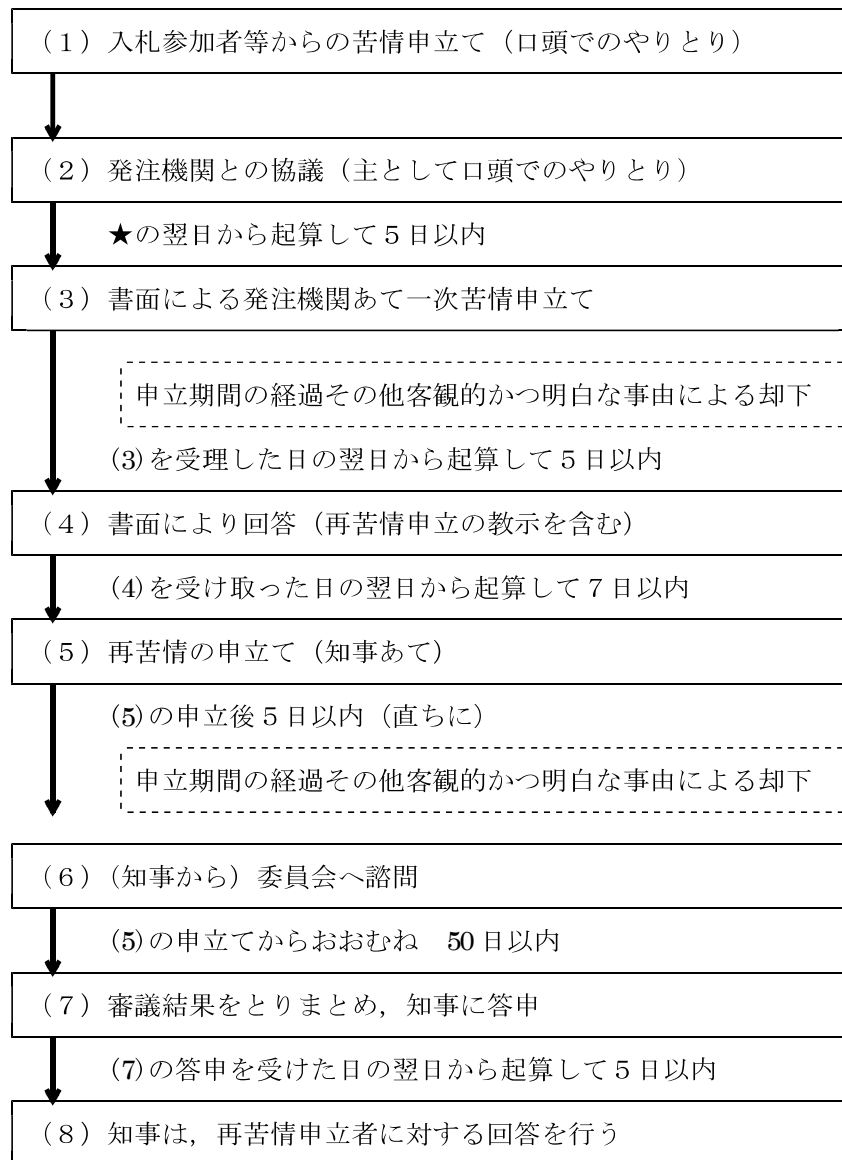 （１）入札参加者等からの苦情申立て（口頭でのやりとり）
（２）発注機関との協議（主として口頭でのやりとり）
★の翌日から起算して５日以内
（３）書面による発注機関あて一次苦情申立て
申立期間の経過その他客観的かつ明白な事由による却下
(3)を受理した日の翌日から起算して５日以内
（４）書面により回答（再苦情申立の教示を含む）
(4)を受け取った日の翌日から起算して７日以内
（５）再苦情の申立て（知事あて）
(5)の申立後５日以内（直ちに）
申立期間の経過その他客観的かつ明白な事由による却下
（６）（知事から）委員会へ諮問
(5)の申立てからおおむね　50 日以内
（７）審議結果をとりまとめ，知事に答申
(7)の答申を受けた日の翌日から起算して５日以内
（８）知事は，再苦情申立者に対する回答を行う